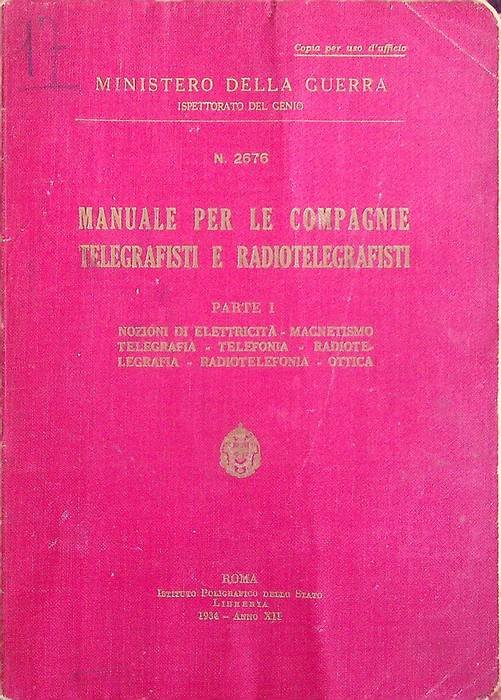 17
Copia per uso d'ufficio
MINISTERO DELLA GUERRA
ISPETTORATO DEL GENIO
N. 2676
MANUALE PER LE COMPAGNIE
TELEGRAFISTI E RADIOTELEGRAFISTI
PARTE I
NOZIONI DI ELETTRICITÀ - MAGNETISMO
TELEGRAFIA - TELEFONIA - RADIOTE-
LEGRAFIA - RADIOTELEFONIA - OTTICA
ROMA
ISTITUTO POLIGRAFICO DELLO STATO
LIBRERIA
1934 - ANNO XII